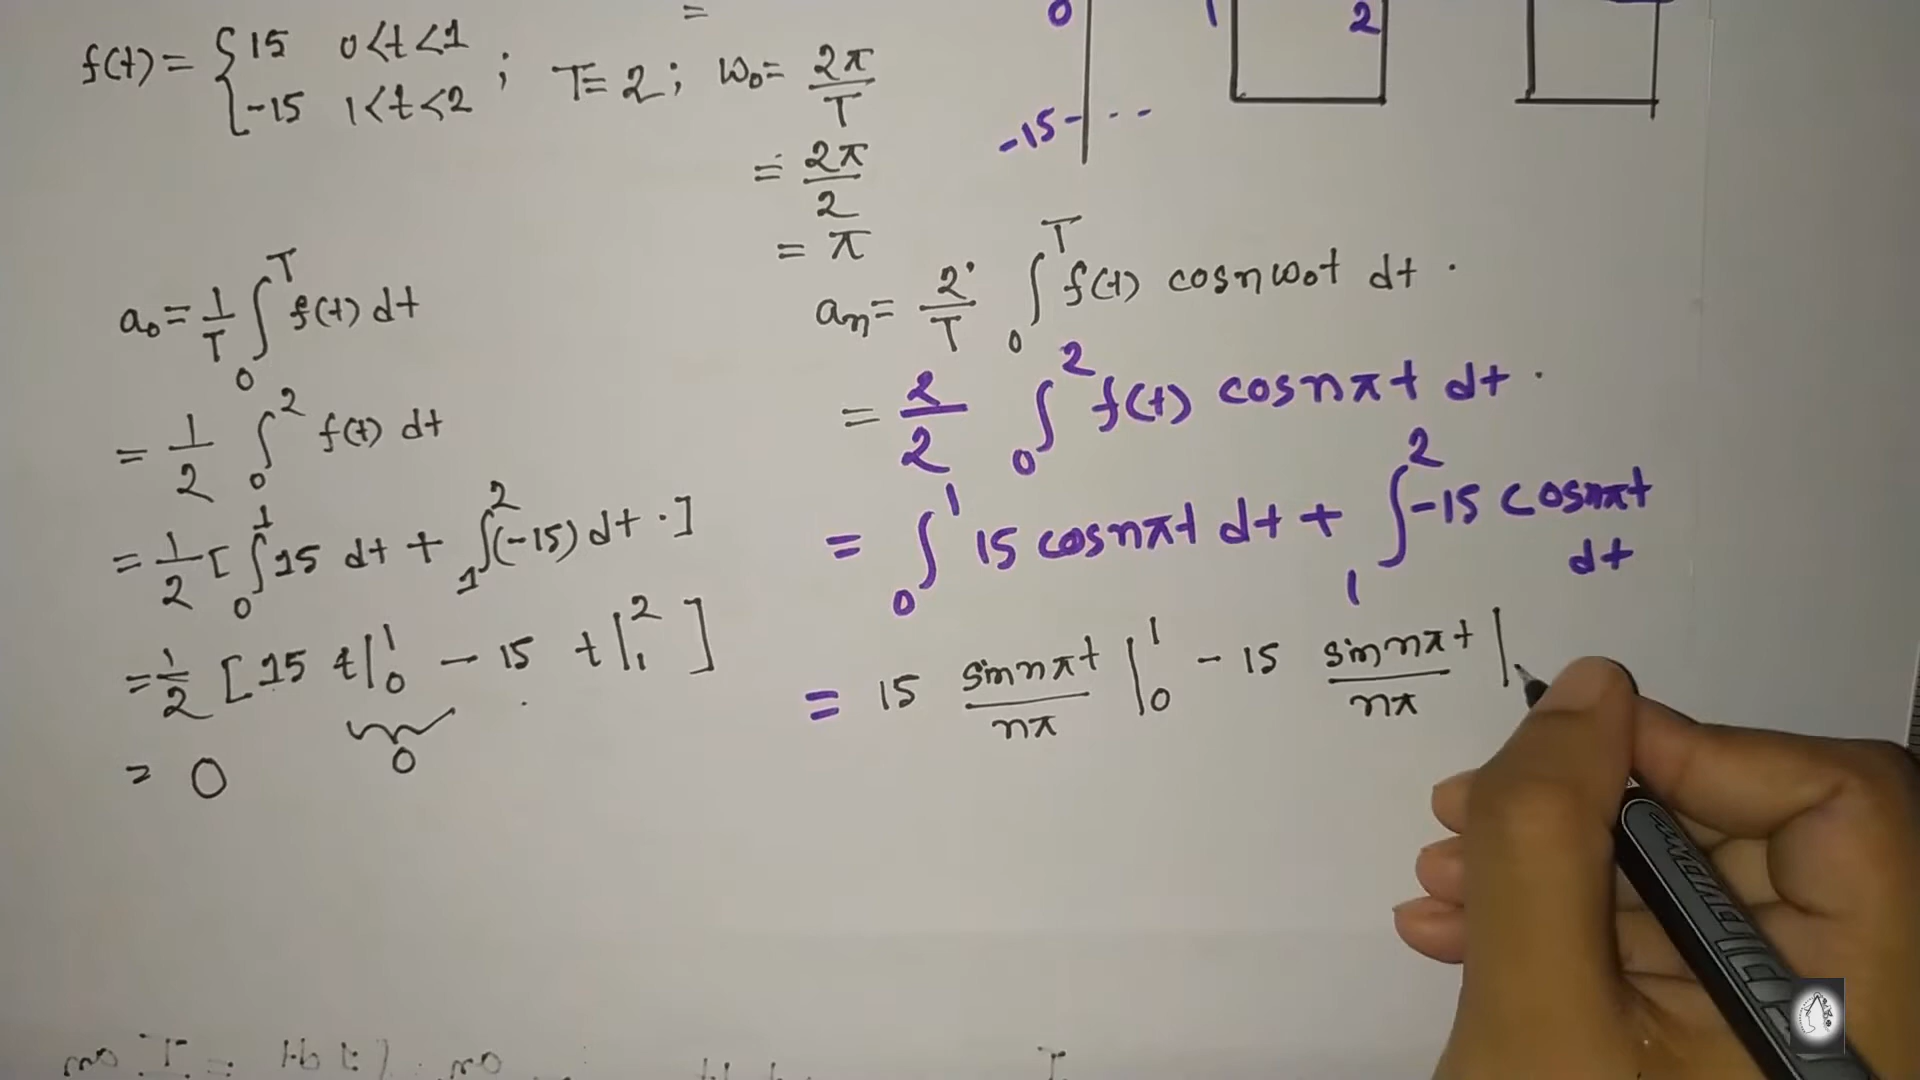 =
f(t) = { 15 0<t<1
-15 1<t<2 ; T = 2 ; ω₀ = 2π/T
= 2π/2
= π
0 1 2
-15
a₀ = 1/T ∫₀ᵀ f(t) dt
= 1/2 ∫₀² f(t) dt
= 1/2 [ ∫₀¹ 15 dt + ∫₁² (-15) dt . ]
= 1/2 [ 15 t|₀¹ - 15 t|₁² ]
0
= 0
aₙ = 2/T ∫₀ᵀ f(t) cos nω₀t dt .
= 2/2 ∫₀² f(t) cos nπt dt .
= ∫₀¹ 15 cos nπt dt + ∫₁² -15 cos nπt
dt
= 15 sin nπt/nπ |₀¹ - 15 sin nπt/nπ |